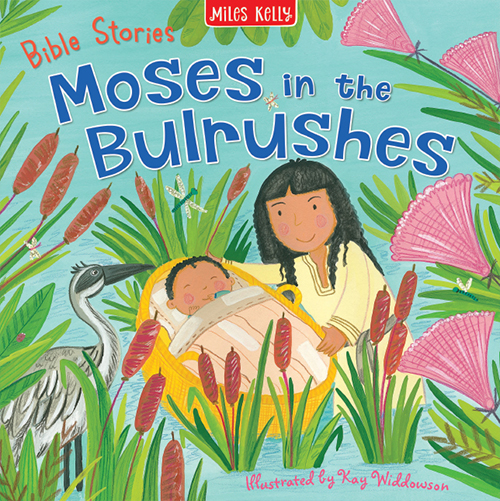 MILES KELLY
Bible Stories
Moses in the
Bulrushes
Illustrated by Kay Widdowson